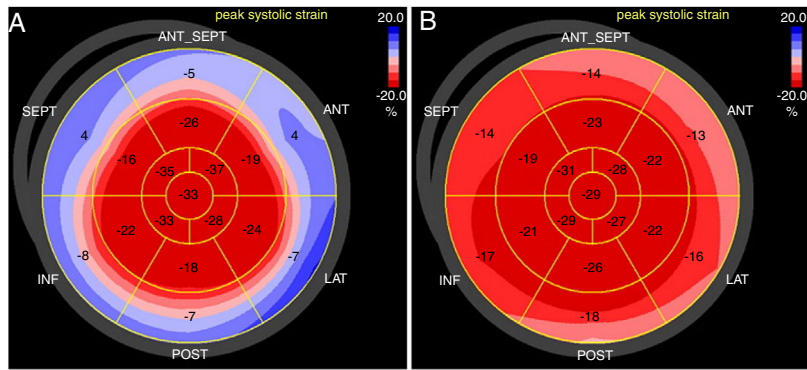 A
peak systolic strain
20.0
-20.0
%
ANT_SEPT
SEPT
ANT
INF
LAT
POST
-5
4
4
-26
-16
-19
-35
-37
-33
-33
-28
-22
-24
-18
-8
-7
-7
B
peak systolic strain
20.0
-20.0
%
ANT_SEPT
SEPT
ANT
INF
LAT
POST
-14
-14
-13
-23
-19
-22
-31
-28
-29
-29
-27
-21
-22
-26
-17
-16
-18